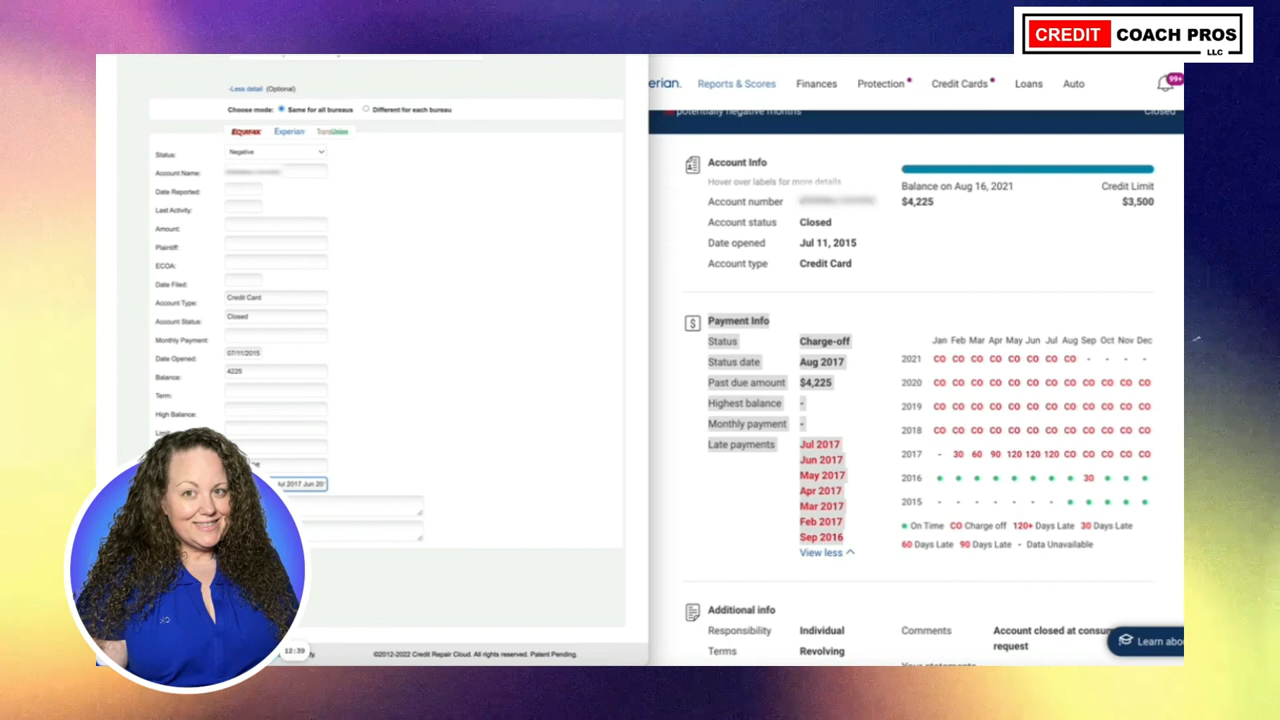 CREDIT COACH PROS
LLC
-Less detail (Optional)
Choose mode: Same for all bureaus Different for each bureau
EQUIFAX Experian TransUnion
Status: Negative
Account Name:
Date Reported:
Last Activity:
Amount:
Plaintiff:
ECOA:
Date Filed:
Account Type: Credit Card
Account Status: Closed
Monthly Payment:
Date Opened: 07/11/2015
Balance: 4225
Term:
High Balance:
ul 2017 Jun 20
12:39
©2012-2022 Credit Repair Cloud. All rights reserved. Patent Pending.
erian. Reports & Scores Finances Protection Credit Cards Loans Auto 99+
potentially negative months Closed
Account Info
Hover over labels for more details
Account number
Account status Closed
Date opened Jul 11, 2015
Account type Credit Card
Balance on Aug 16, 2021 Credit Limit
$4,225 $3,500
Payment Info
Status Charge-off
Status date Aug 2017
Past due amount $4,225
Highest balance -
Monthly payment -
Late payments Jul 2017
Jun 2017
May 2017
Apr 2017
Mar 2017
Feb 2017
Sep 2016
View less
Jan Feb Mar Apr May Jun Jul Aug Sep Oct Nov Dec
2021 CO CO CO CO CO CO CO CO - - - -
2020 CO CO CO CO CO CO CO CO CO CO CO CO
2019 CO CO CO CO CO CO CO CO CO CO CO CO
2018 CO CO CO CO CO CO CO CO CO CO CO CO
2017 - 30 60 90 120 120 120 CO CO CO CO CO
2016 • • • • • • • • 30 • • •
2015 - - - - - - - • • • • •
• On Time CO Charge off 120+ Days Late 30 Days Late
60 Days Late 90 Days Late - Data Unavailable
Additional info
Responsibility Individual
Terms Revolving
Comments Account closed at consu
request
Learn abo